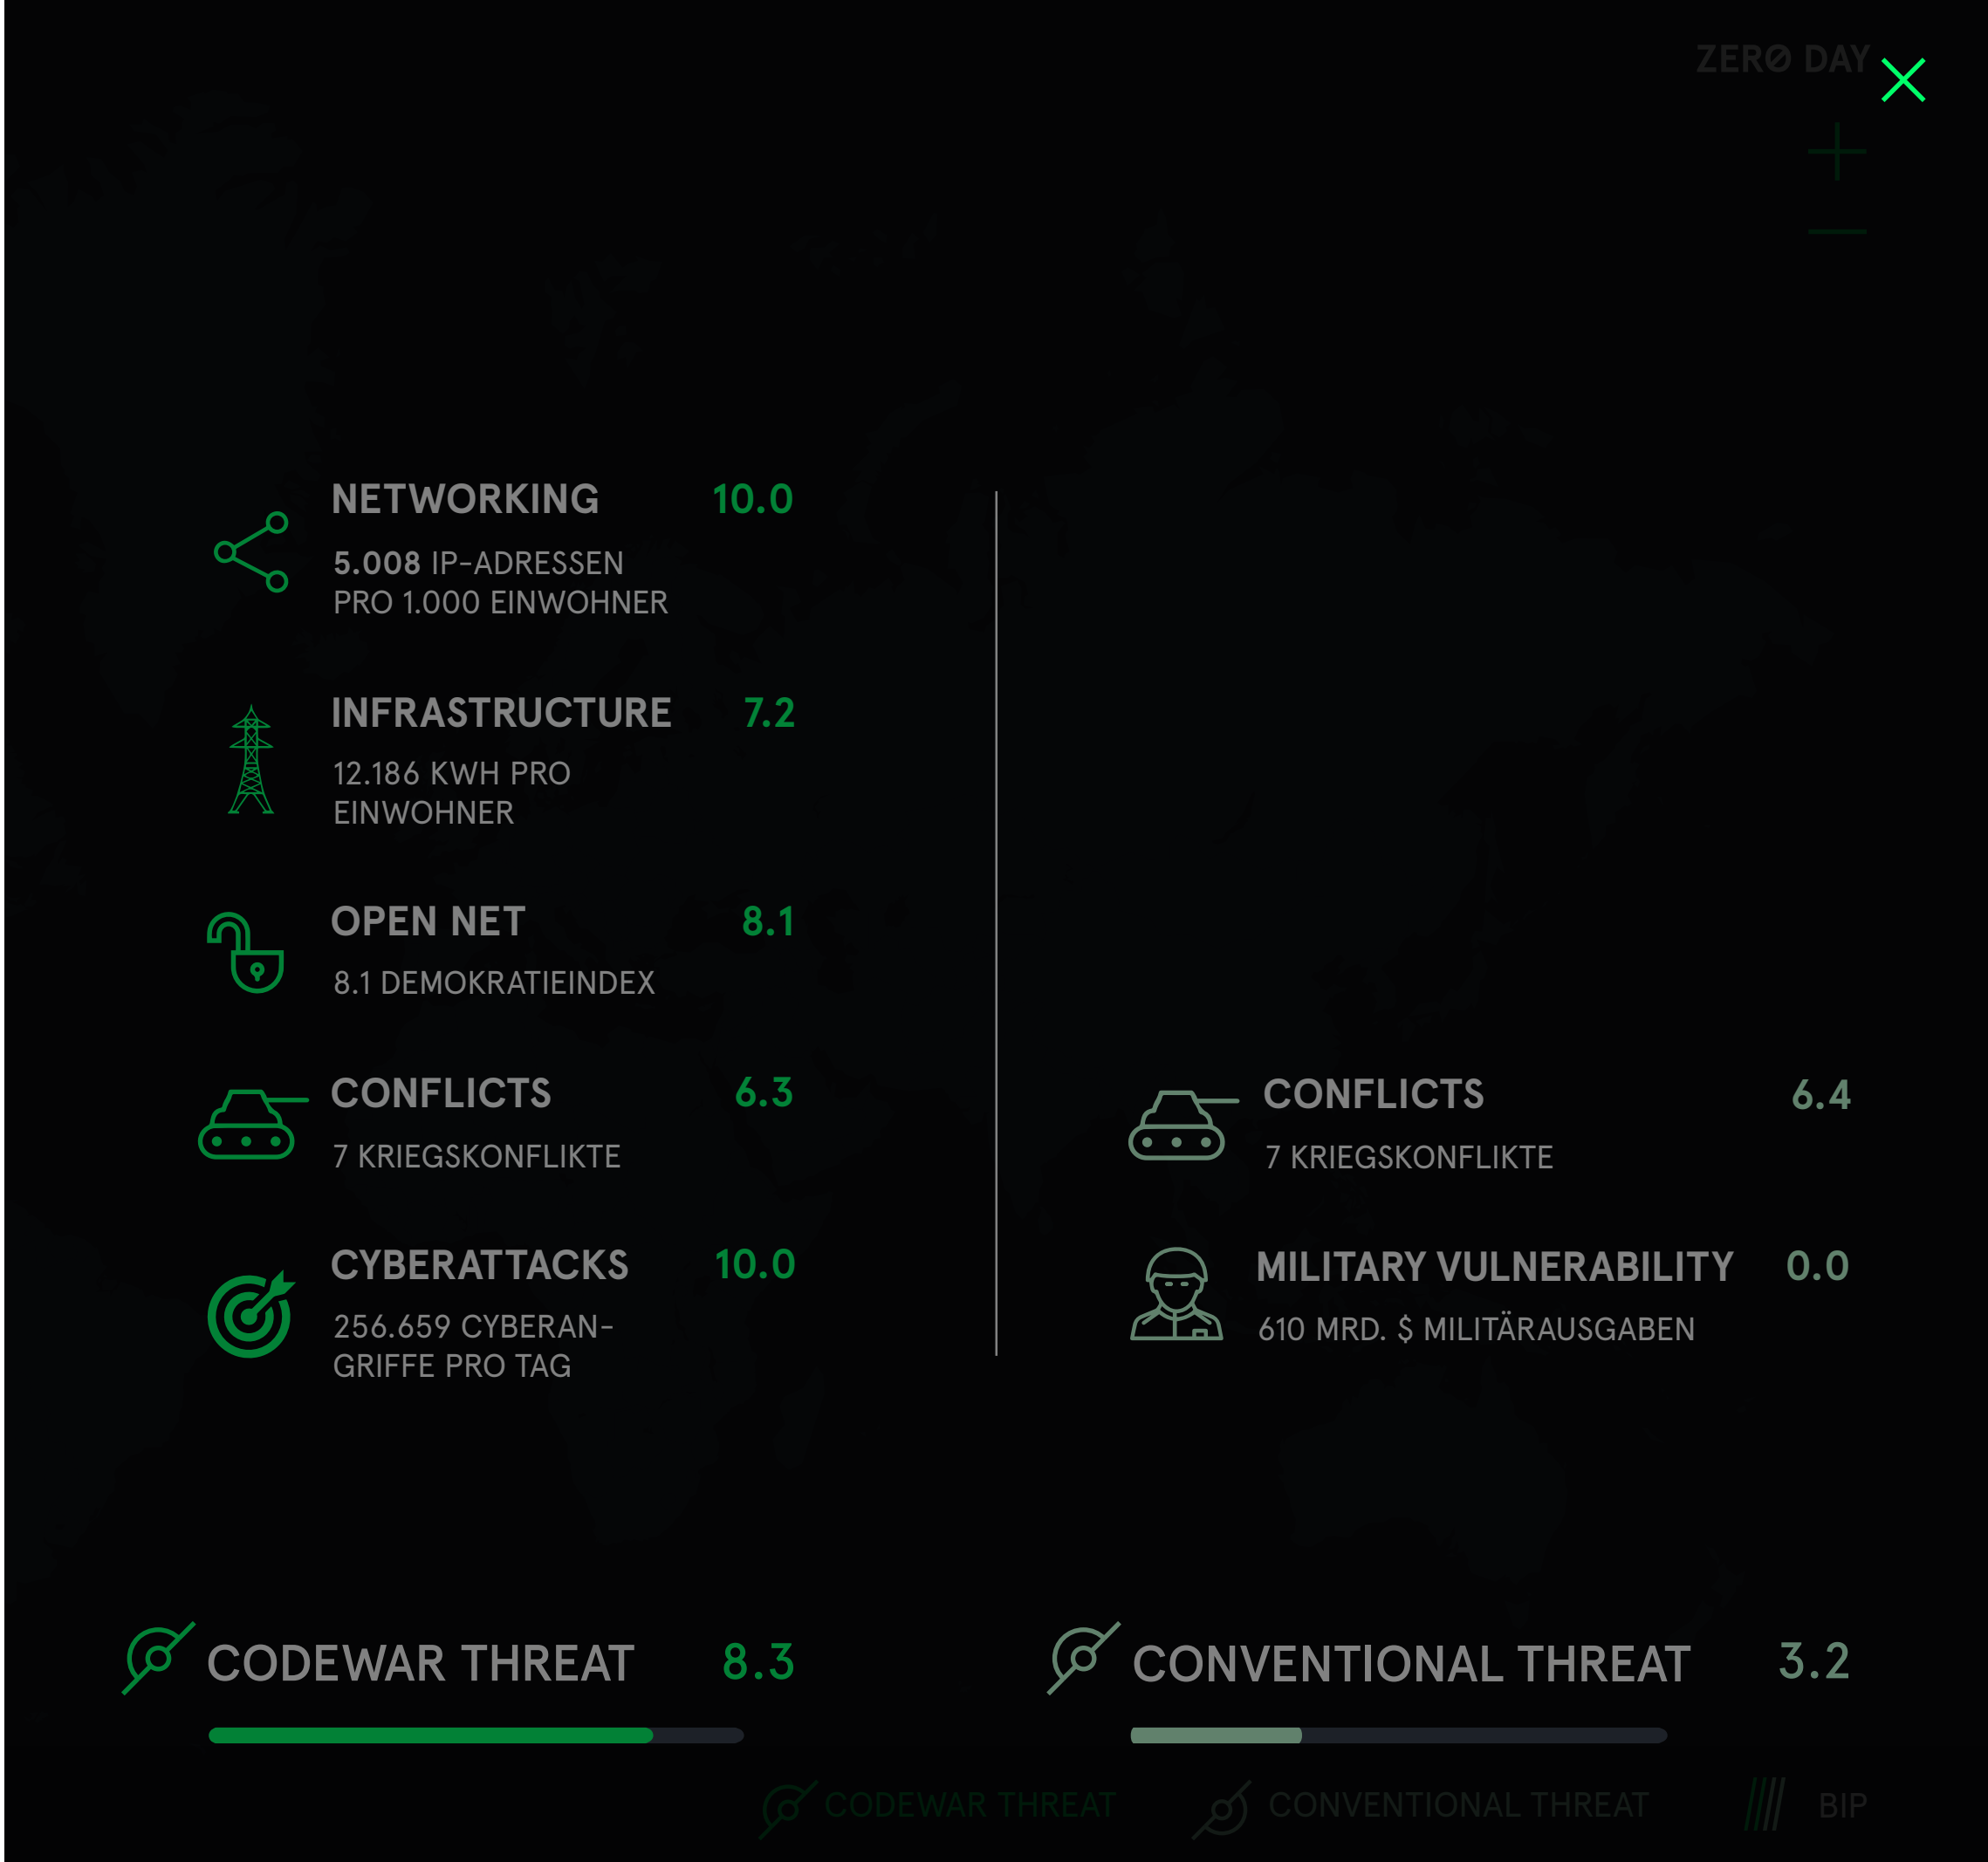 ZERØ DAY
NETWORKING 10.0
5.008 IP-ADRESSEN
PRO 1.000 EINWOHNER
INFRASTRUCTURE 7.2
12.186 KWH PRO
EINWOHNER
OPEN NET 8.1
8.1 DEMOKRATIEINDEX
CONFLICTS 6.3
7 KRIEGSKONFLIKTE
CYBERATTACKS 10.0
256.659 CYBERAN-
GRIFFE PRO TAG
CONFLICTS 6.4
7 KRIEGSKONFLIKTE
MILITARY VULNERABILITY 0.0
610 MRD. $ MILITÄRAUSGABEN
CODEWAR THREAT 8.3
CONVENTIONAL THREAT 3.2
CODEWAR THREAT CONVENTIONAL THREAT BIP